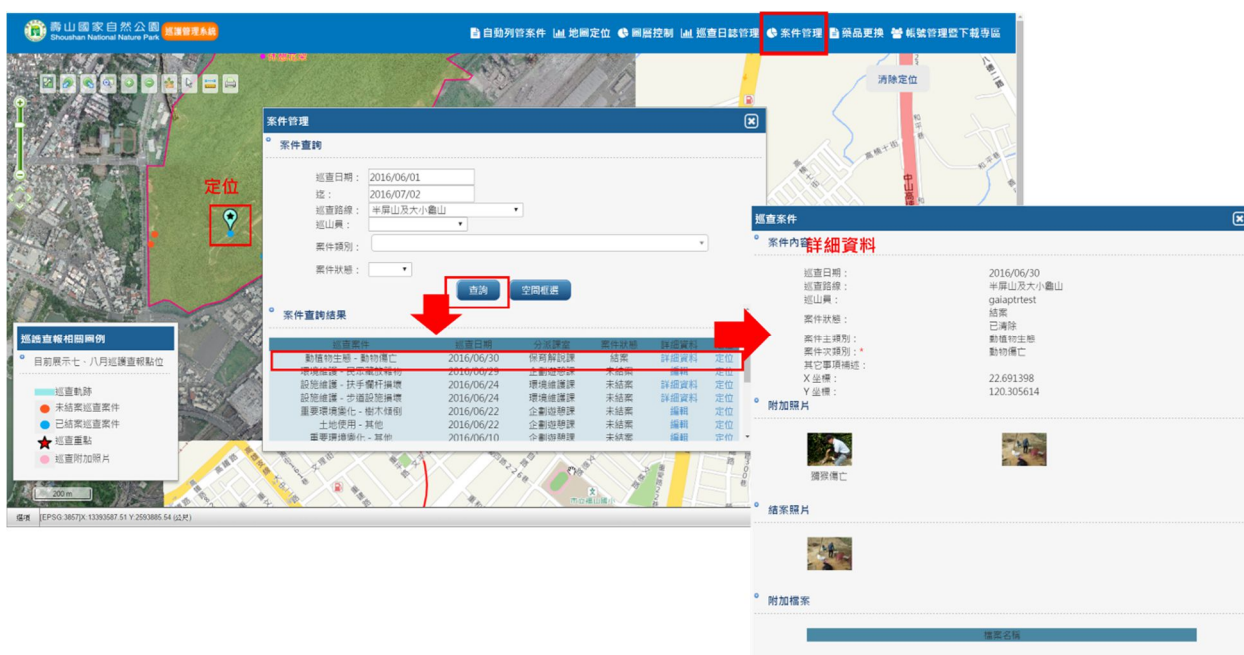 壽山國家自然公園
Shoushan National Nature Park
巡護管理系統
自動列管案件 地圖定位 圖層控制 巡查日誌管理 案件管理 藥品更換 帳號管理暨下載專區
清除定位
定位
中山高
案件管理
案件查詢
巡查日期： 2016/06/01
迄： 2016/07/02
巡查路線： 半屏山及大小龜山
巡山員：
案件類別：
案件狀態：
查詢 空間框選
案件查詢結果
巡查案件 巡查日期 分派課室 案件狀態 詳細資料
動植物生態 - 動物傷亡 2016/06/30 保育解說課 結案 詳細資料 定位
2016/06/29 企劃遊憩課 未結案 編輯 定位
設施維護 - 扶手欄杆損壞 2016/06/24 環境維護課 未結案 詳細資料 定位
設施維護 - 步道設施損壞 2016/06/24 環境維護課 未結案 詳細資料 定位
重要環境變化 - 樹木傾倒 2016/06/22 企劃遊憩課 未結案 編輯 定位
土地使用 - 其他 2016/06/22 企劃遊憩課 未結案 編輯 定位
重要環境變化 - 其他 2016/06/10 企劃遊憩課 未結案 編輯 定位
巡護查報相關圖例
目前展示七、八月巡護查報點位
巡查軌跡
未結案巡查案件
已結案巡查案件
巡查重點
巡查附加照片
200 m
[EPSG:3857]X:13393587.51 Y:2593885.54 (公尺)
巡查案件
案件內容
詳細資料
巡查日期： 2016/06/30
巡查路線： 半屏山及大小龜山
巡山員： gaiaptrtest
案件狀態： 結案
已清除
案件主類別： 動植物生態
案件次類別：* 動物傷亡
其它事項補述：
X 坐標： 22.691398
Y 坐標： 120.305614
附加照片
獼猴傷亡
結案照片
附加檔案
檔案名稱